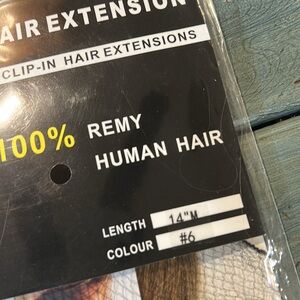 AIR EXTENSION
CLIP-IN HAIR EXTENSIONS
100% REMY
HUMAN HAIR
LENGTH 14"M
COLOUR #6